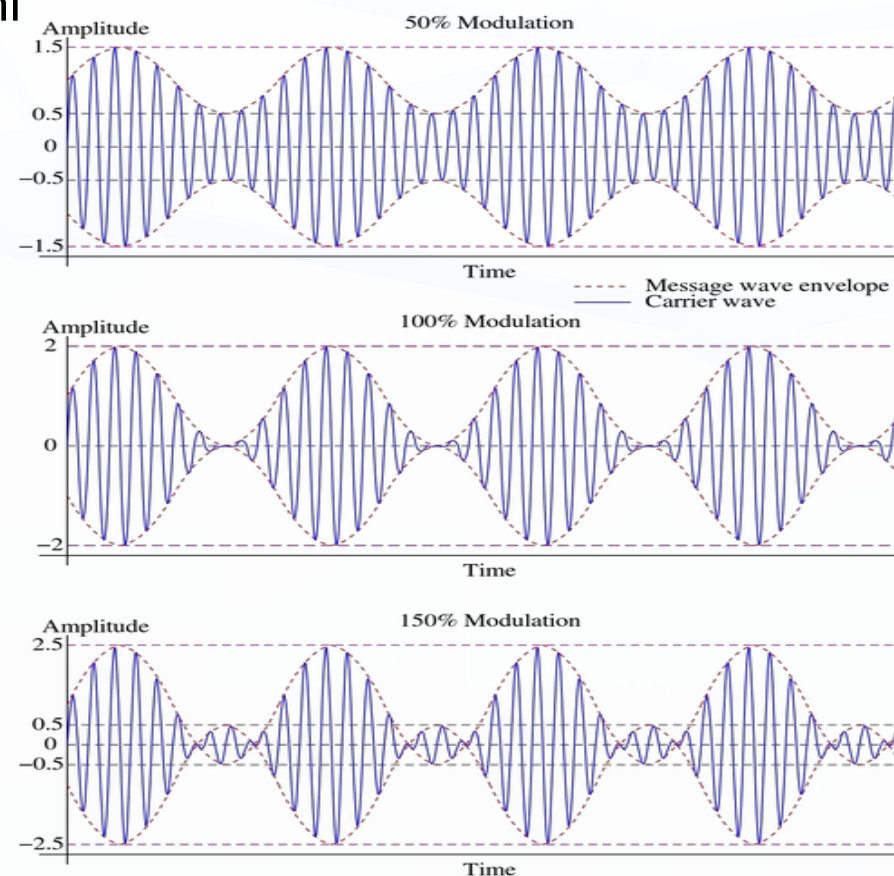 50% Modulation
Amplitude
1.5
0.5
0
−0.5
−1.5
Time
Message wave envelope
Carrier wave
100% Modulation
Amplitude
2
0
−2
Time
150% Modulation
Amplitude
2.5
0.5
0
−0.5
−2.5
Time